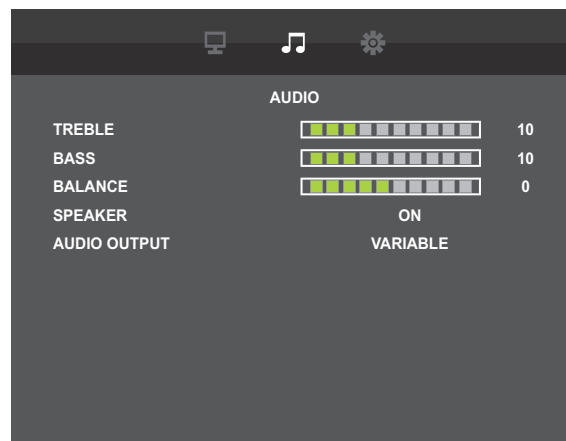 AUDIO
TREBLE 10
BASS 10
BALANCE 0
SPEAKER ON
AUDIO OUTPUT VARIABLE